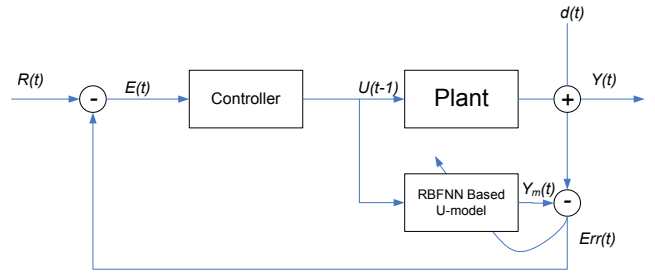 d(t)
R(t)
-
E(t)
Controller
U(t-1)
Plant
+
Y(t)
RBFNN Based
U-model
Ym(t)
-
Err(t)